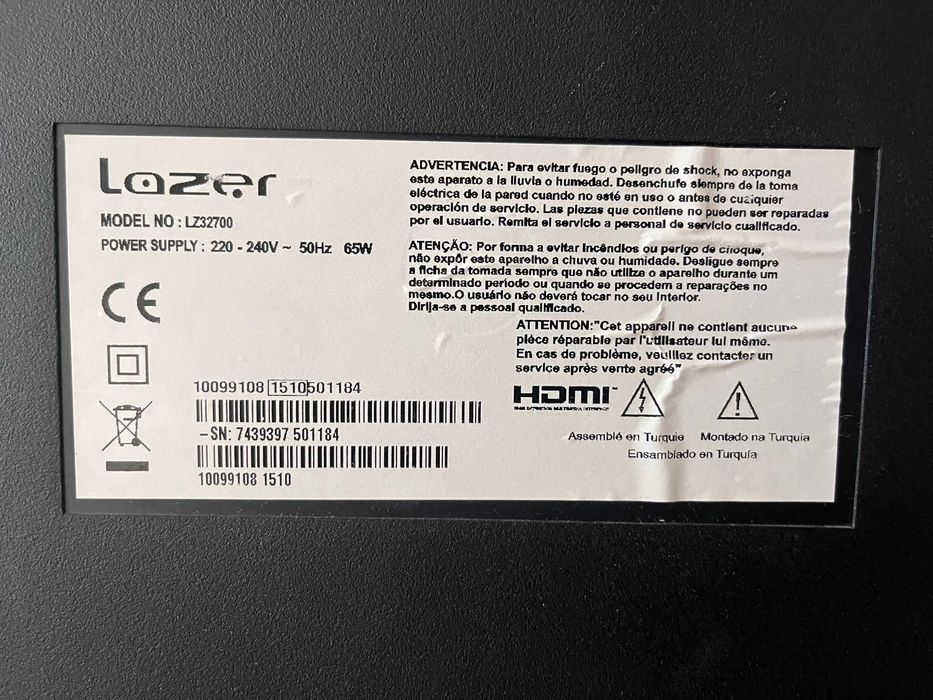 Lazer
MODEL NO : LZ32700
POWER SUPPLY : 220 - 240V ~ 50Hz 65W
CE
ADVERTENCIA: Para evitar fuego o peligro de shock, no exponga
este aparato a la lluvia o humedad. Desenchufe siempre de la toma
eléctrica de la pared cuando no esté en uso o antes de cualquier
operación de servicio. Las piezas que contiene no pueden ser reparadas
por el usuario. Remita el servicio a personal de servicio cualificado.
ATENÇÃO: Por forma a evitar incêndios ou perigo de choque,
não expôr este aparelho a chuva ou humidade. Desligue sempre
a ficha da tomada sempre que não utilize o aparelho durante um
determinado período ou quando se procedem a reparações no
mesmo.O usuário não deverá tocar no seu interior.
Dirija-se a pessoal qualificado.
ATTENTION:"Cet appareil ne contient aucune
pièce réparable par l'utilisateur lui même.
En cas de problème, veuillez contacter un
service après vente agréé"
10099108 1510 501184
-SN: 7439397 501184
10099108 1510
HDMI™
HIGH DEFINITION MULTIMEDIA INTERFACE
Assemblé en Turquie Montado na Turquia
Ensamblado en Turquía